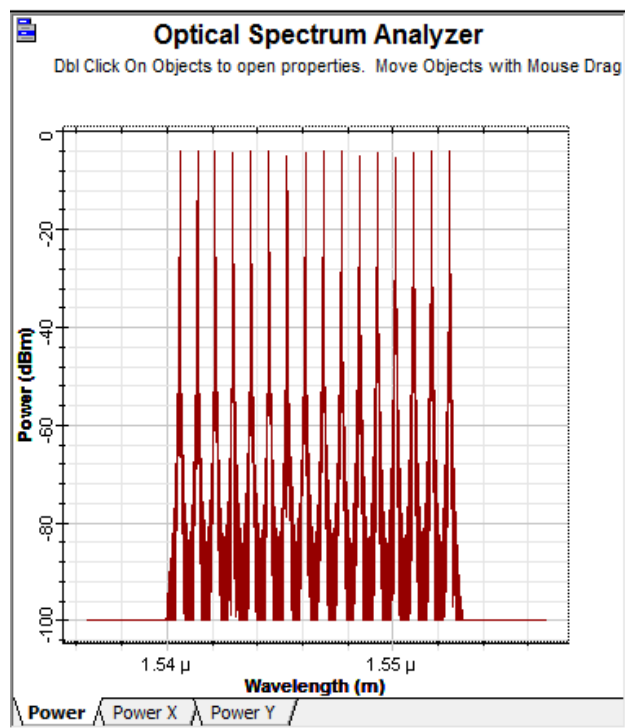 Optical Spectrum Analyzer
Dbl Click On Objects to open properties.  Move Objects with Mouse Drag
0
-20
-40
-60
-80
-100
Power (dBm)
1.54 µ
1.55 µ
Wavelength (m)
Power
Power X
Power Y